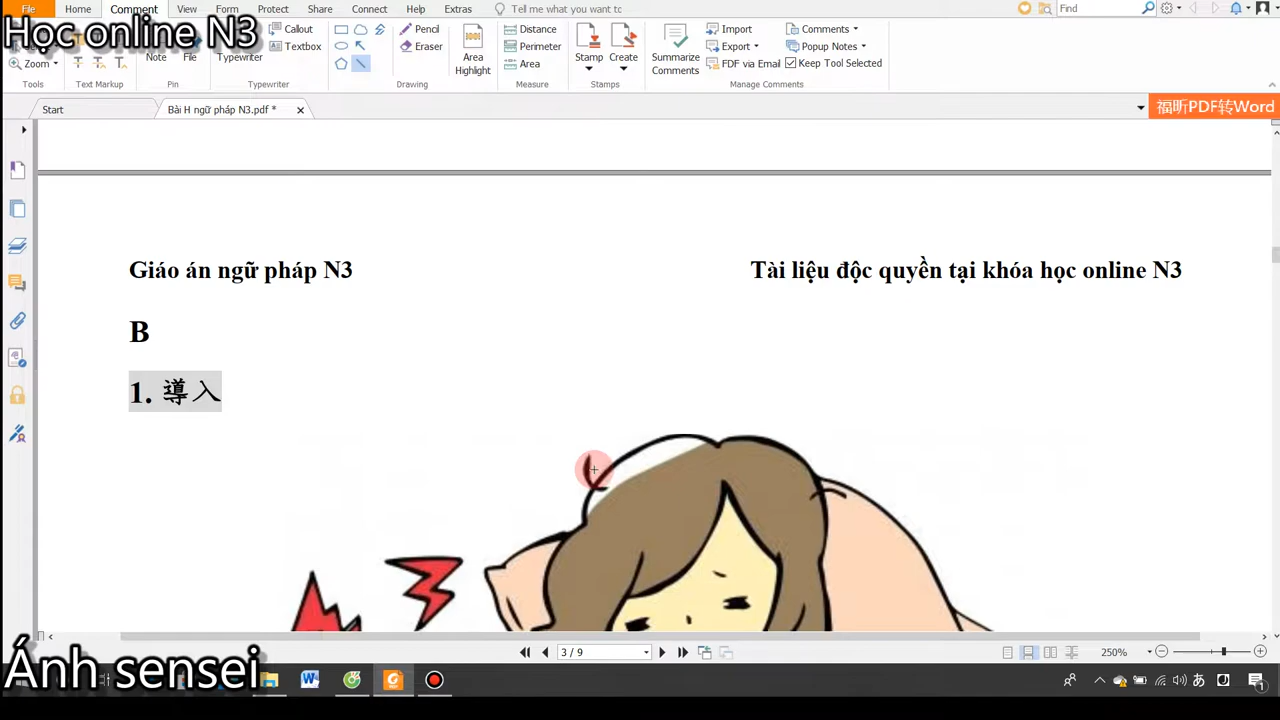 File Home Comment View Form Protect Share Connect Help Extras Tell me what you want tc Find
Học online N3
Callout Pencil Distance Import Comments
Textbox Eraser Perimeter Export Popup Notes
Zoom Typewriter Note File Area Highlight Area Stamp Create Summarize Comments FDF via Email Keep Tool Selected
Tools Text Markup Pin Typewriter Drawing Measure Stamps Manage Comments
Start Bài H ngữ pháp N3.pdf * 福昕PDF转Word
Giáo án ngữ pháp N3 Tài liệu độc quyền tại khóa học online N3
B
1. 導入
3 / 9 250%
Ánh sensei
あ 1